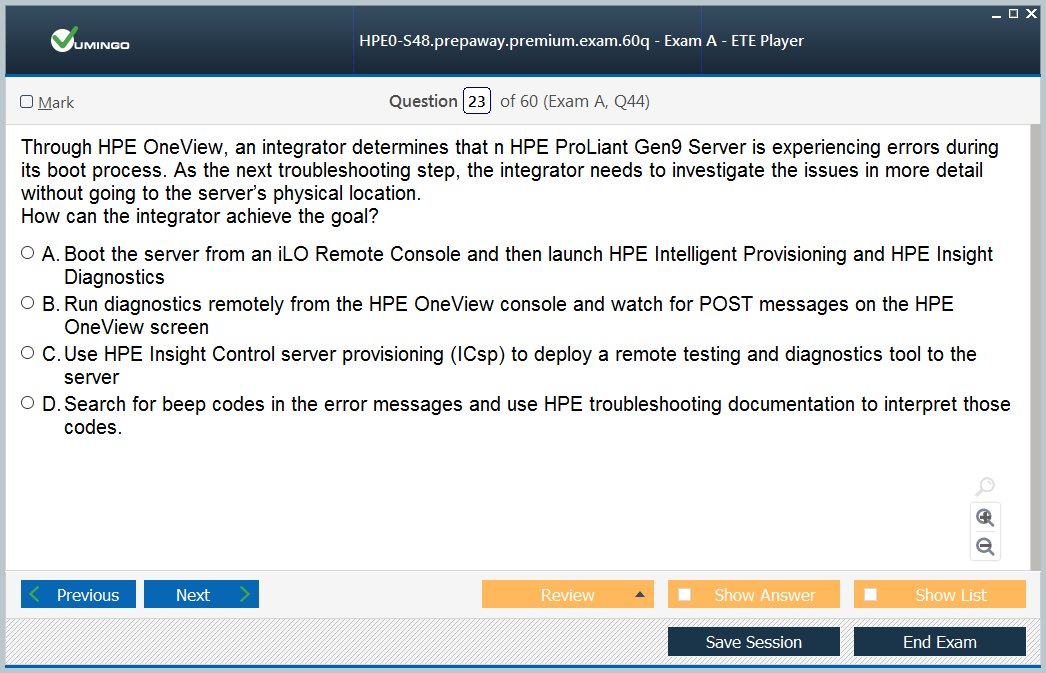 VUMINGO
HPE0-S48.prepaway.premium.exam.60q - Exam A - ETE Player
Mark
Question 23 of 60 (Exam A, Q44)
Through HPE OneView, an integrator determines that n HPE ProLiant Gen9 Server is experiencing errors during
its boot process. As the next troubleshooting step, the integrator needs to investigate the issues in more detail
without going to the server's physical location.
How can the integrator achieve the goal?
A. Boot the server from an iLO Remote Console and then launch HPE Intelligent Provisioning and HPE Insight
Diagnostics
B. Run diagnostics remotely from the HPE OneView console and watch for POST messages on the HPE
OneView screen
C. Use HPE Insight Control server provisioning (ICsp) to deploy a remote testing and diagnostics tool to the
server
D. Search for beep codes in the error messages and use HPE troubleshooting documentation to interpret those
codes.
Previous
Next
Review
Show Answer
Show List
Save Session
End Exam